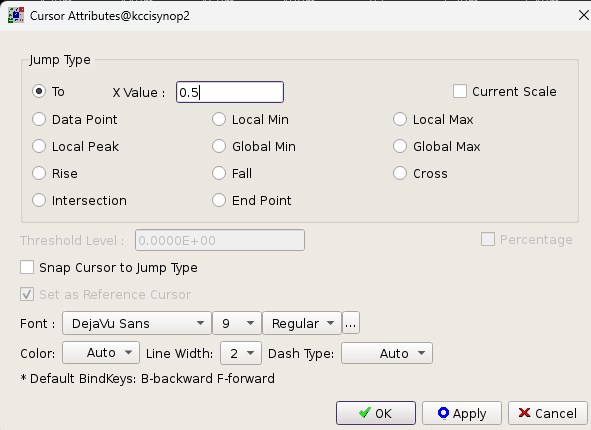 Cursor Attributes@kccisynop2
Jump Type
To X Value : 0.5 Current Scale
Data Point Local Min Local Max
Local Peak Global Min Global Max
Rise Fall Cross
Intersection End Point
Threshold Level : 0.0000E+00 Percentage
Snap Cursor to Jump Type
Set as Reference Cursor
Font : DejaVu Sans 9 Regular ...
Color: Auto Line Width: 2 Dash Type: Auto
* Default BindKeys: B-backward F-forward
OK Apply Cancel